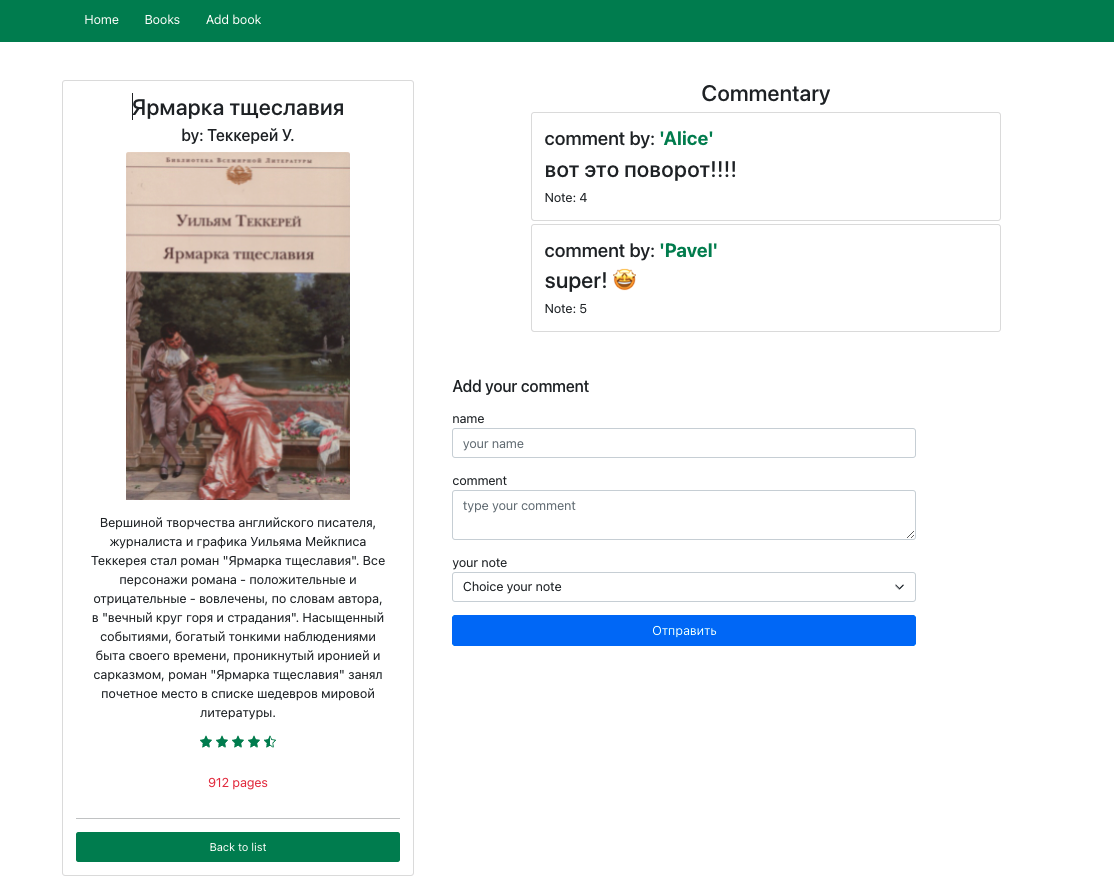 Home Books Add book
Ярмарка тщеславия
by: Теккерей У.
Библиотека Всемирной Литературы
Уильям Теккерей
Ярмарка тщеславия
Вершиной творчества английского писателя,
журналиста и графика Уильяма Мейкписа
Теккерея стал роман "Ярмарка тщеславия". Все
персонажи романа - положительные и
отрицательные - вовлечены, по словам автора,
в "вечный круг горя и страдания". Насыщенный
событиями, богатый тонкими наблюдениями
быта своего времени, проникнутый иронией и
сарказмом, роман "Ярмарка тщеславия" занял
почетное место в списке шедевров мировой
литературы.
912 pages
Back to list
Commentary
comment by: 'Alice'
вот это поворот!!!!
Note: 4
comment by: 'Pavel'
super! 🤩
Note: 5
Add your comment
name
your name
comment
type your comment
your note
Choice your note
Отправить